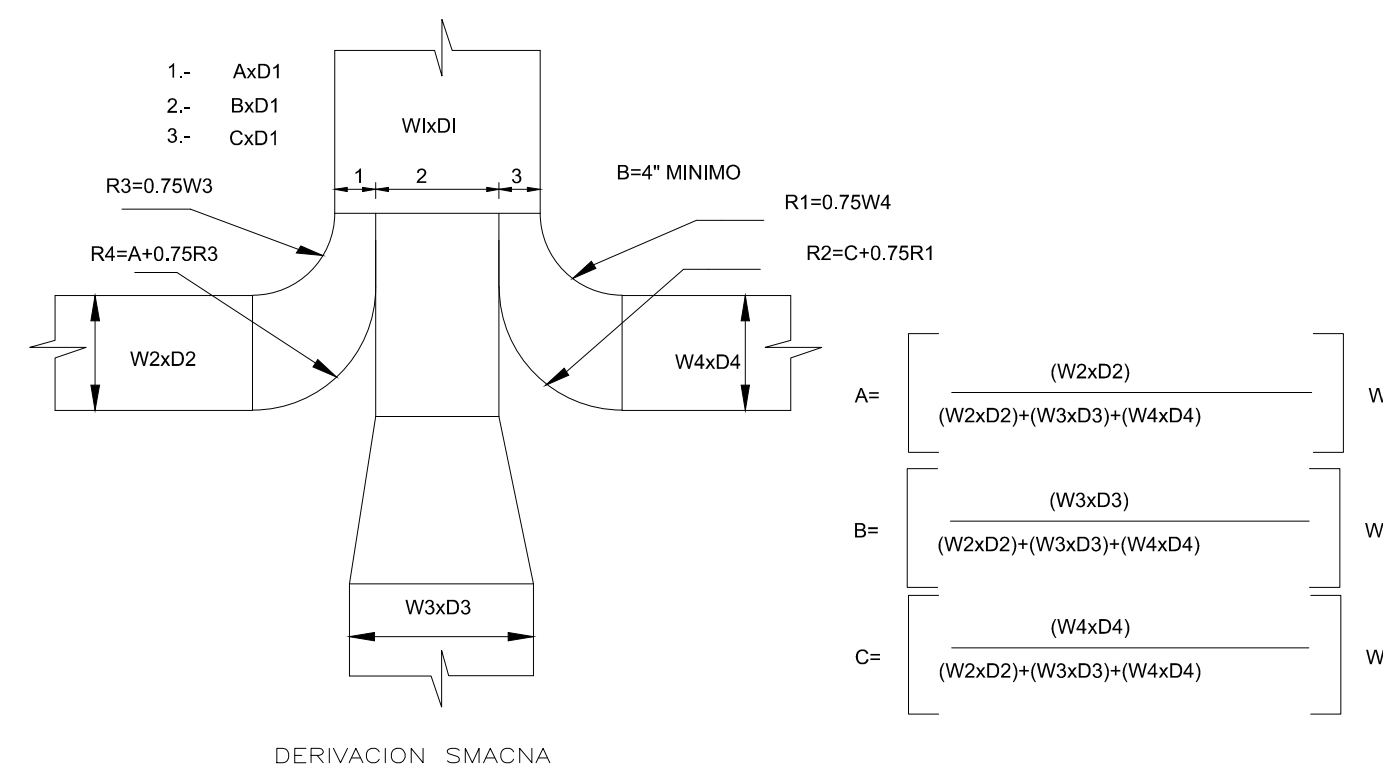 1.- AxD1
2.- BxD1
3.- CxD1
WIxDI
1 2 3
B=4" MINIMO
R3=0.75W3
R1=0.75W4
R4=A+0.75R3
R2=C+0.75R1
W2xD2
W4xD4
W3xD3
A= (W2xD2) W
(W2xD2)+(W3xD3)+(W4xD4)
B= (W3xD3) W
(W2xD2)+(W3xD3)+(W4xD4)
C= (W4xD4) W
(W2xD2)+(W3xD3)+(W4xD4)
DERIVACION SMACNA